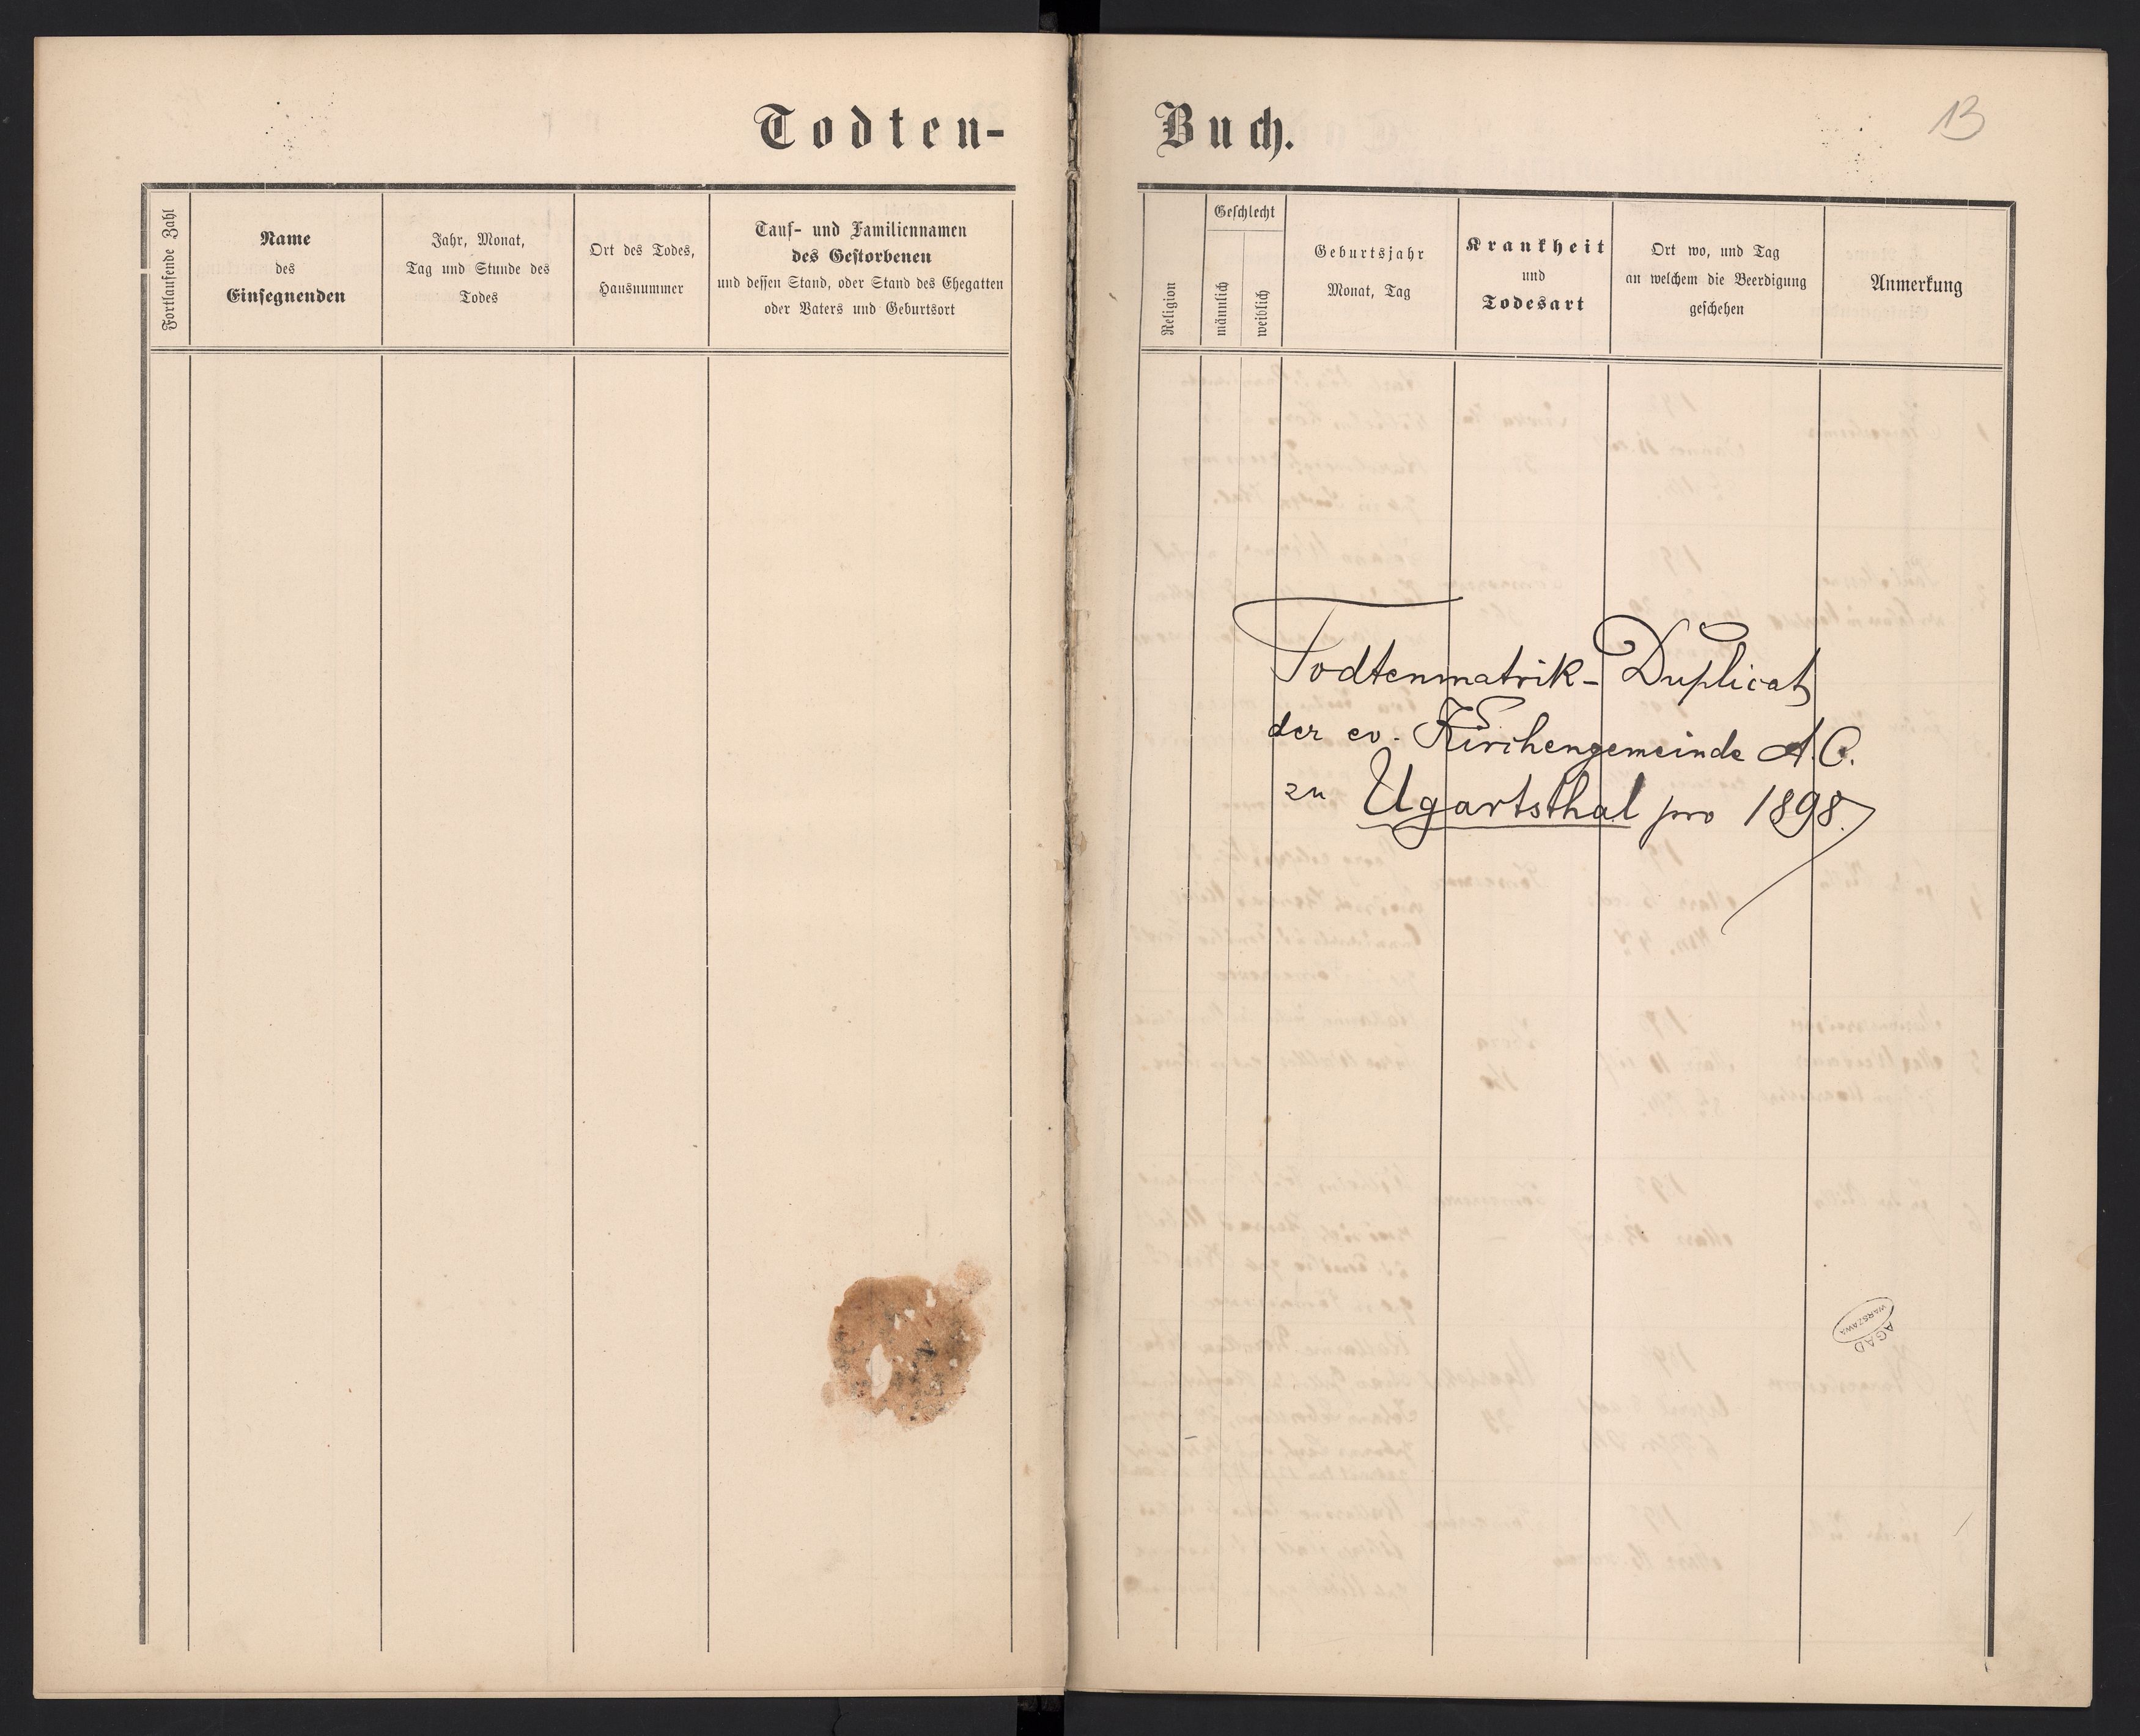 Todten-
Buch.
13
Fortlaufende Zahl
Name
des
Einsegnenden
Jahr, Monat,
Tag und Stunde des
Todes
Ort des Todes,
Hausnummer
Tauf- und Familiennamen
des Gestorbenen
und dessen Stand, oder Stand des Ehegatten
oder Vaters und Geburtsort
Religion
Geschlecht
männlich
weiblich
Geburtsjahr
Monat, Tag
Krankheit
und
Todesart
Ort wo, und Tag
an welchem die Beerdigung
geschehen
Anmerkung
Todtenmatrik-Duplicat
der ev. Kirchengemeinde A.C.
zu Ugartsthal pro 1898.
AGAD
WARSZAWA